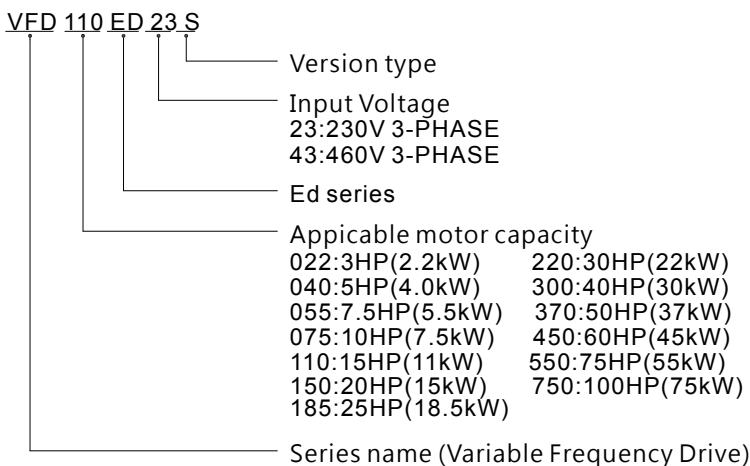 VFD 110 ED 23 S
Version type
Input Voltage
23:230V 3-PHASE
43:460V 3-PHASE
Ed series
Appicable motor capacity
022:3HP(2.2kW) 220:30HP(22kW)
040:5HP(4.0kW) 300:40HP(30kW)
055:7.5HP(5.5kW) 370:50HP(37kW)
075:10HP(7.5kW) 450:60HP(45kW)
110:15HP(11kW) 550:75HP(55kW)
150:20HP(15kW) 750:100HP(75kW)
185:25HP(18.5kW)
Series name (Variable Frequency Drive)